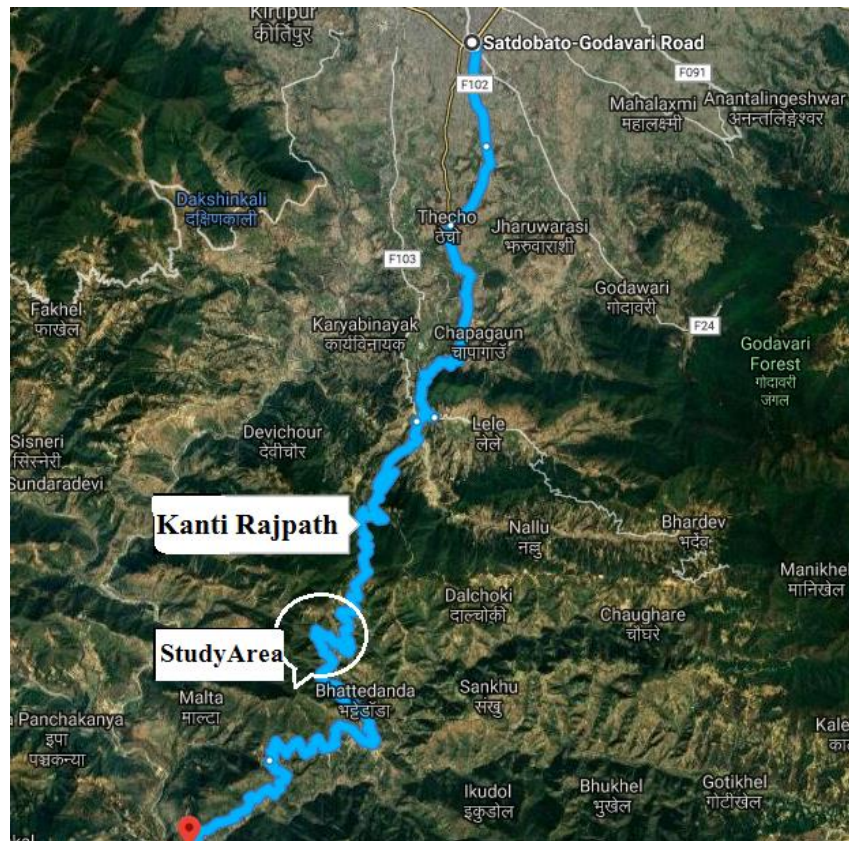 Kirtipur
कीर्तिपुर
Satdobato-Godavari Road
F091
F102
Mahalaxmi
महालक्ष्मी
Anantalingeshwar
अनन्तलिङ्गेश्वर
Dakshinkali
दक्षिणकाली
Thecho
ठेचो
Jharuwarasi
झरुवाराशी
F103
Godawari
गोदावरी
Fakhel
फाखेल
Karyabinayak
कार्यविनायक
F24
Chapagaun
चापागाउँ
Godavari
Forest
गोदावरी
जंगल
Lele
लेले
Devichour
देवीचौर
Sisneri
सिस्नेरी
Sundaradevi
Kanti Rajpath
Nallu
नल्लु
Bhardev
भर्देव
Manikhel
मानिखेल
Dalchoki
दाल्चोकी
Chaughare
चौघरे
StudyArea
Malta
माल्टा
Bhattedanda
भट्टेडाँडा
Sankhu
संखु
a Panchakanya
इपा
पञ्चकन्या
Kale
Ikudol
इकुडोल
Bhukhel
भुखेल
Gotikhel
गोटीखेल